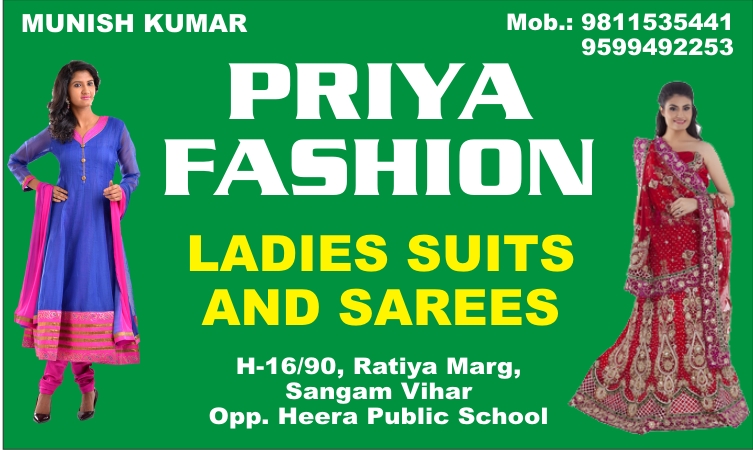 MUNISH KUMAR
Mob.: 9811535441
9599492253
PRIYA
FASHION
LADIES SUITS
AND SAREES
H-16/90, Ratiya Marg,
Sangam Vihar
Opp. Heera Public School